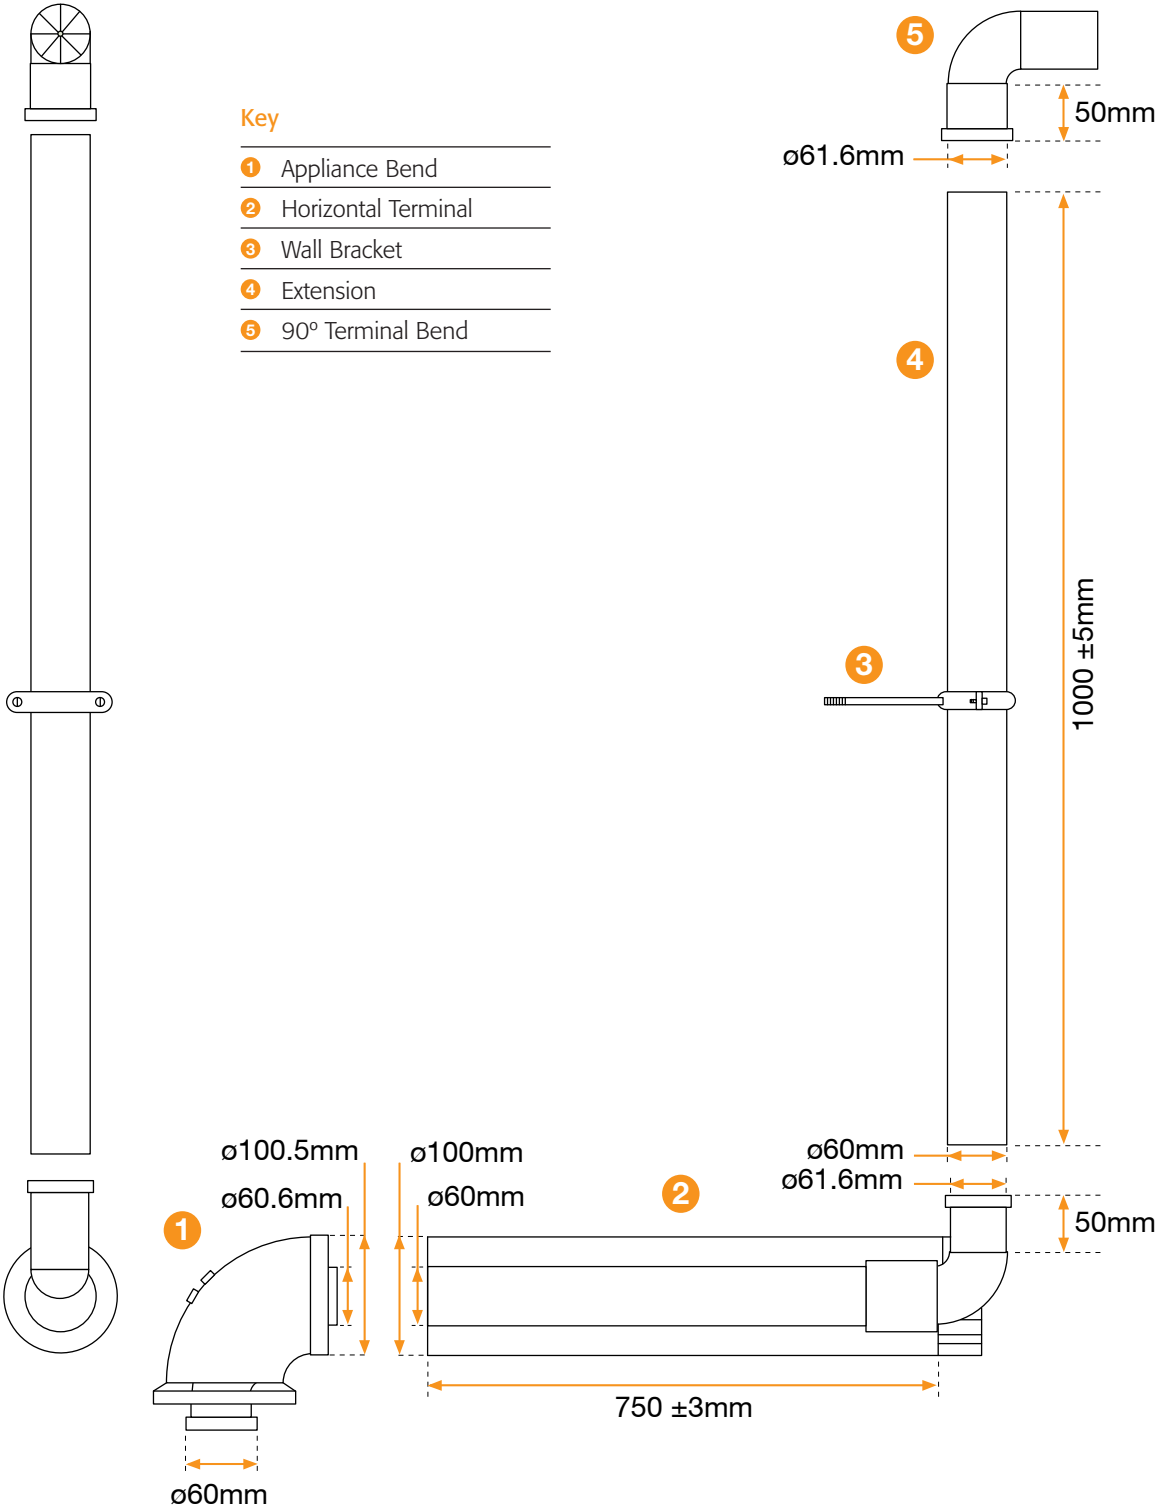 5
50mm
Key
ø61.6mm
1 Appliance Bend
2 Horizontal Terminal
3 Wall Bracket
4 Extension
5 90º Terminal Bend
4
1000 ±5mm
3
ø100.5mm
ø100mm
ø60mm
ø60.6mm
ø60mm
2
ø61.6mm
1
50mm
750 ±3mm
ø60mm